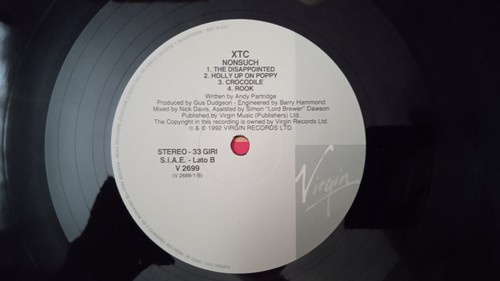 XTC
NONSUCH
1. THE DISAPPOINTED
2. HOLLY UP ON POPPY
3. CROCODILE
4. ROOK
Written by Andy Partridge
Produced by Gus Dudgeon - Engineered by Barry Hammond
Mixed by Nick Davis, Assisted by Simon "Lord Brewer" Dawson
Published by Virgin Music (Publishers) Ltd.
The Copyright in this recording is owned by Virgin Records Ltd.
℗ & © 1992 VIRGIN RECORDS LTD.
STEREO - 33 GIRI
S.I.A.E. - Lato B
V 2699
(V 2699-1/B)
Virgin